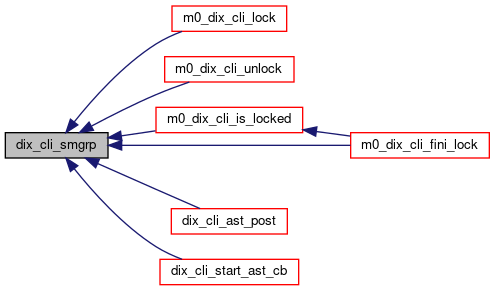 m0_dix_cli_lock
m0_dix_cli_unlock
m0_dix_cli_is_locked
dix_cli_smgrp
m0_dix_cli_fini_lock
dix_cli_ast_post
dix_cli_start_ast_cb